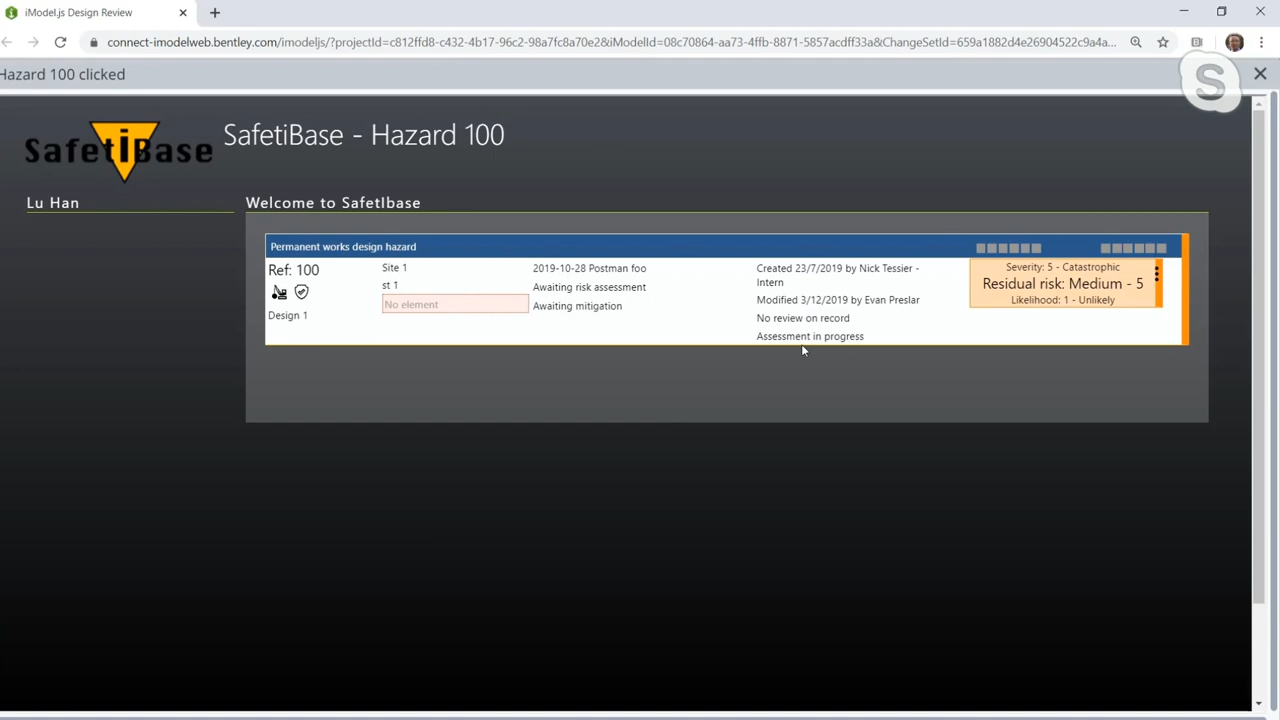 iModel.js Design Review
connect-imodelweb.bentley.com/imodeljs/?projectId=c812ffd8-c432-4b17-96c2-98a7fc8a70e2&iModelId=08c70864-aa73-4ffb-8871-5857acdff33a&ChangeSetId=659a1882d4e26904522c9a4a...
Hazard 100 clicked
S
SafetiBase
SafetiBase - Hazard 100
Lu Han
Welcome to SafetIbase
Permanent works design hazard
Ref: 100
Design 1
Site 1
st 1
No element
2019-10-28 Postman foo
Awaiting risk assessment
Awaiting mitigation
Created 23/7/2019 by Nick Tessier -
Intern
Modified 3/12/2019 by Evan Preslar
No review on record
Assessment in progress
Severity: 5 - Catastrophic
Residual risk: Medium - 5
Likelihood: 1 - Unlikely